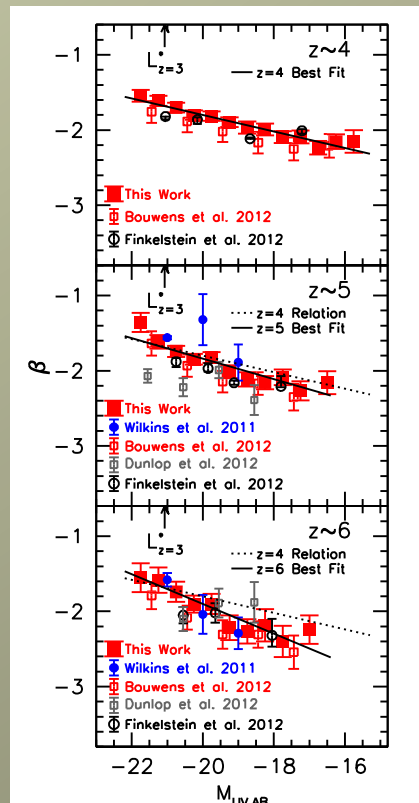 -1
z~4
L*z=3
z=4 Best Fit
-2
This Work
Bouwens et al. 2012
-3
Finkelstein et al. 2012
z~5
-1
L*z=3
z=4 Relation
z=5 Best Fit
β
-2
This Work
Wilkins et al. 2011
-3
Bouwens et al. 2012
Dunlop et al. 2012
Finkelstein et al. 2012
z~6
-1
L*z=3
z=4 Relation
z=6 Best Fit
-2
This Work
Wilkins et al. 2011
Bouwens et al. 2012
-3
Dunlop et al. 2012
Finkelstein et al. 2012
-22 -20 -18 -16
MUV,AB